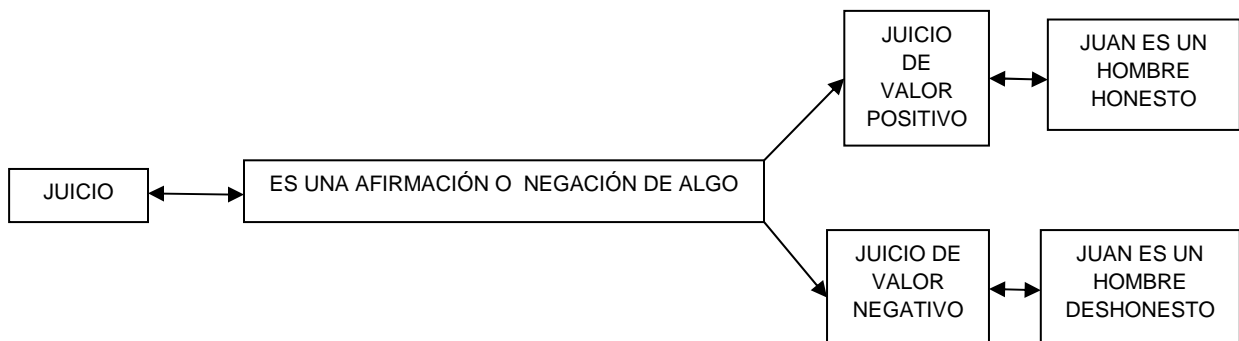 JUICIO
ES UNA AFIRMACIÓN O  NEGACIÓN DE ALGO
JUICIO
DE
VALOR
POSITIVO
JUAN ES UN
HOMBRE
HONESTO
JUICIO DE
VALOR
NEGATIVO
JUAN ES UN
HOMBRE
DESHONESTO